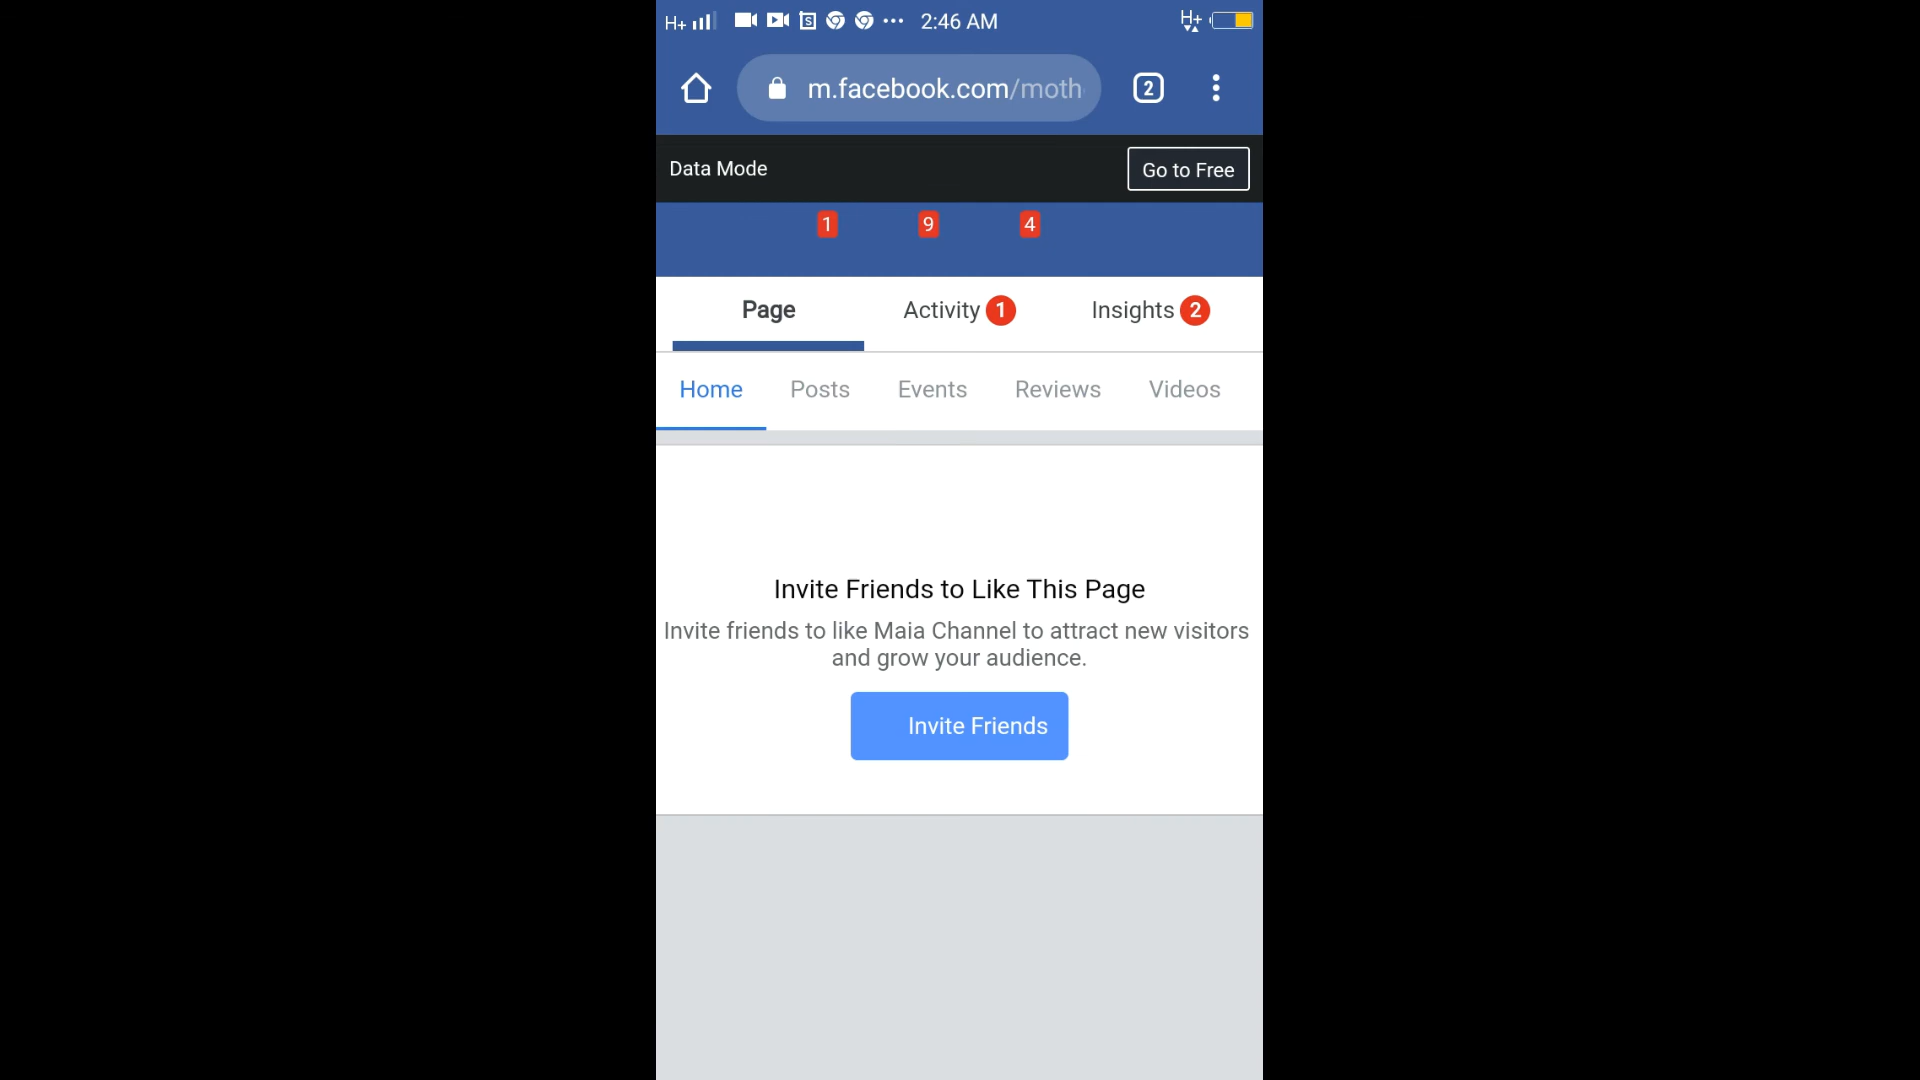 H+ 2:46 AM H+
m.facebook.com/moth 2
Data Mode Go to Free
1 9 4
Page Activity 1 Insights 2
Home Posts Events Reviews Videos
Invite Friends to Like This Page
Invite friends to like Maia Channel to attract new visitors
and grow your audience.
Invite Friends